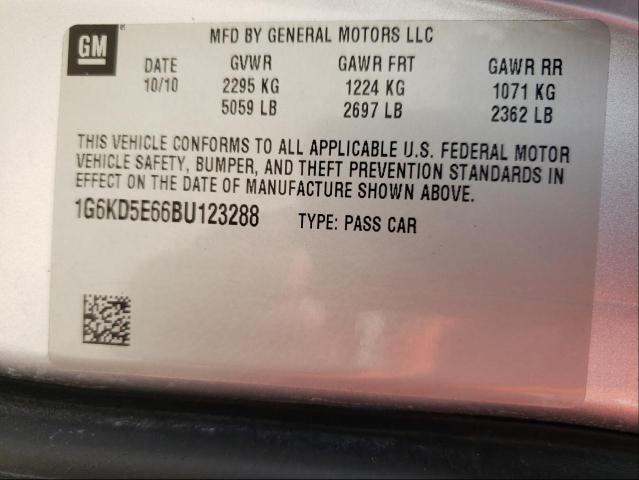 GM
MFD BY GENERAL MOTORS LLC
DATE GVWR GAWR FRT GAWR RR
10/10 2295 KG 1224 KG 1071 KG
5059 LB 2697 LB 2362 LB
THIS VEHICLE CONFORMS TO ALL APPLICABLE U.S. FEDERAL MOTOR
VEHICLE SAFETY, BUMPER, AND THEFT PREVENTION STANDARDS IN
EFFECT ON THE DATE OF MANUFACTURE SHOWN ABOVE.
1G6KD5E66BU123288 TYPE: PASS CAR